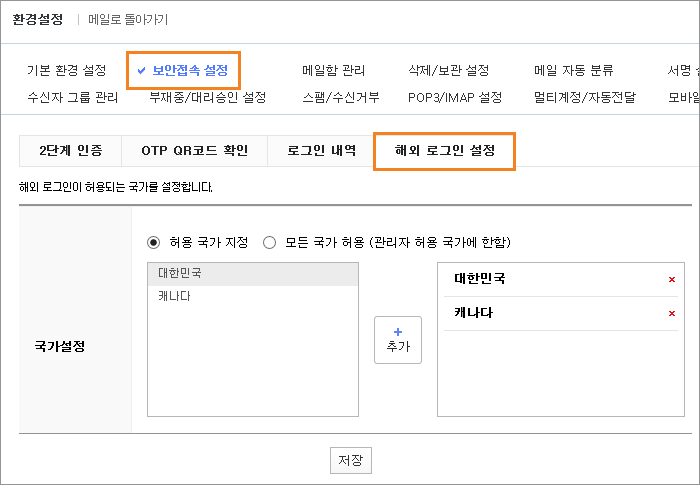 환경설정 | 메일로 돌아가기
기본 환경 설정 ✓ 보안접속 설정 메일함 관리 삭제/보관 설정 메일 자동 분류 서명
수신자 그룹 관리 부재중/대리승인 설정 스팸/수신거부 POP3/IMAP 설정 멀티계정/자동전달 모바일
2단계 인증 OTP QR코드 확인 로그인 내역 해외 로그인 설정
해외 로그인이 허용되는 국가를 설정합니다.
허용 국가 지정 모든 국가 허용 (관리자 허용 국가에 한함)
국가설정
대한민국
캐나다
+
추가
대한민국 ×
캐나다 ×
저장